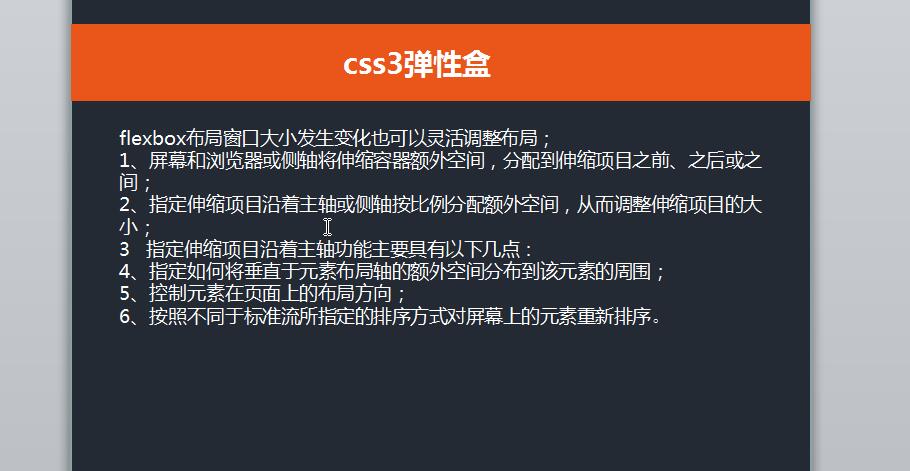 css3弹性盒
flexbox布局窗口大小发生变化也可以灵活调整布局；
1、屏幕和浏览器或侧轴将伸缩容器额外空间，分配到伸缩项目之前、之后或之
间；
2、指定伸缩项目沿着主轴或侧轴按比例分配额外空间，从而调整伸缩项目的大
小；
3   指定伸缩项目沿着主轴功能主要具有以下几点：
4、指定如何将垂直于元素布局轴的额外空间分布到该元素的周围；
5、控制元素在页面上的布局方向；
6、按照不同于标准流所指定的排序方式对屏幕上的元素重新排序。